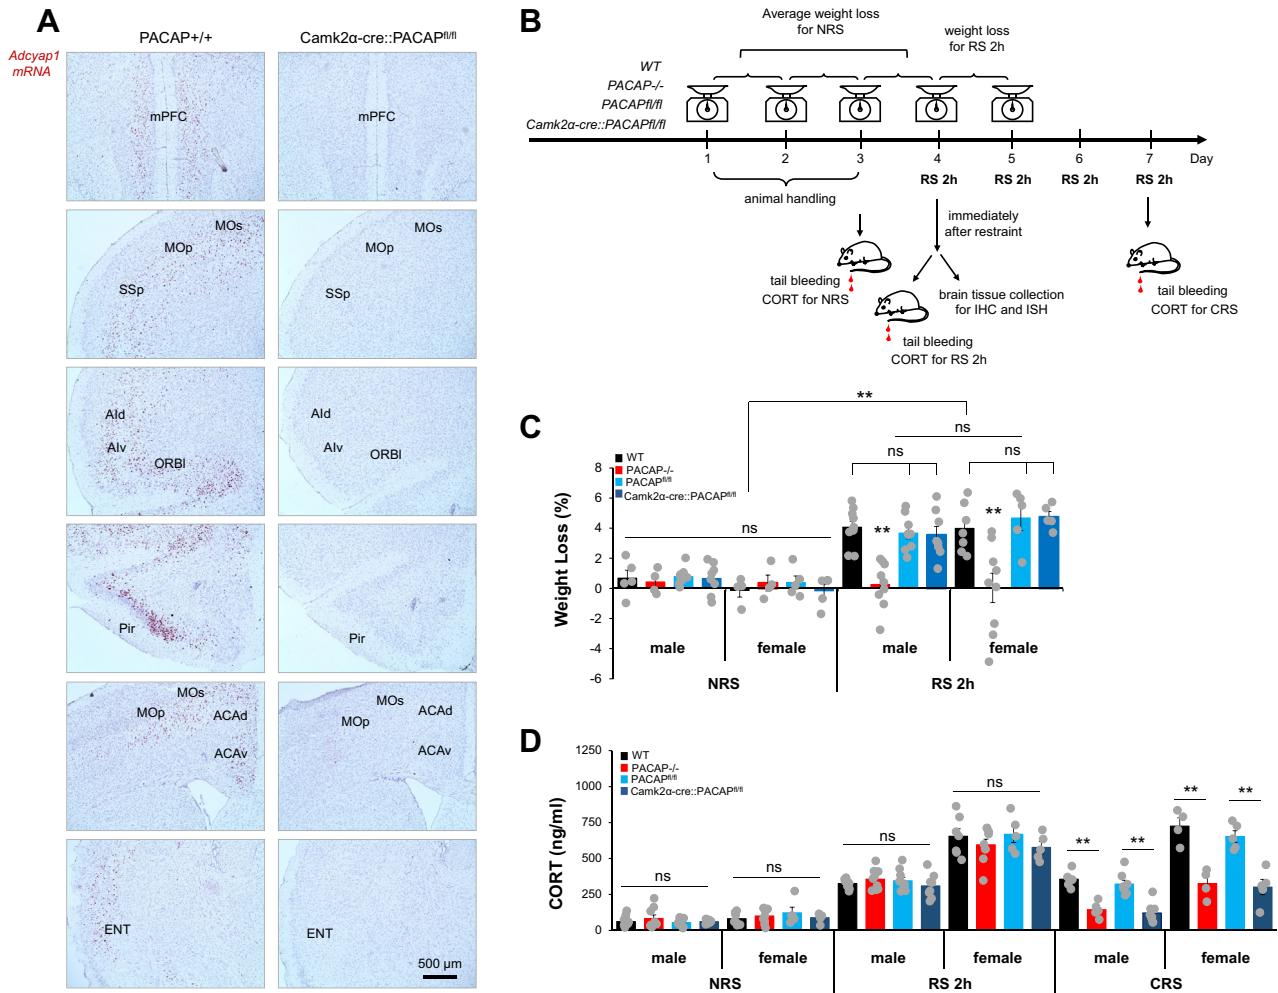 A
PACAP+/+
Camk2α-cre::PACAPfl/fl
Adcyap1
mRNA
mPFC
mPFC
MOs
MOp
SSp
MOs
MOp
SSp
AId
AIv
ORBl
AId
AIv
ORBl
Pir
Pir
MOs
MOp
ACAd
ACAv
MOs
MOp
ACAd
ACAv
ENT
ENT
500 µm
B
Average weight loss
for NRS
weight loss
for RS 2h
WT
PACAP-/-
PACAPfl/fl
Camk2α-cre::PACAPfl/fl
1 2 3 4 5 6 7 Day
RS 2h RS 2h RS 2h RS 2h
animal handling
immediately
after restraint
tail bleeding
CORT for NRS
brain tissue collection
for IHC and ISH
tail bleeding
CORT for RS 2h
tail bleeding
CORT for CRS
C
**
ns
ns ns
WT
PACAP-/-
PACAPfl/fl
Camk2α-cre::PACAPfl/fl
Weight Loss (%)
8
6
4
2
0
-2
-4
-6
ns
** **
male female male female
NRS RS 2h
D
CORT (ng/ml)
1250
1000
750
500
250
0
WT
PACAP-/-
PACAPfl/fl
Camk2α-cre::PACAPfl/fl
ns ns ns ns ** ** ** **
male female male female male female
NRS RS 2h CRS